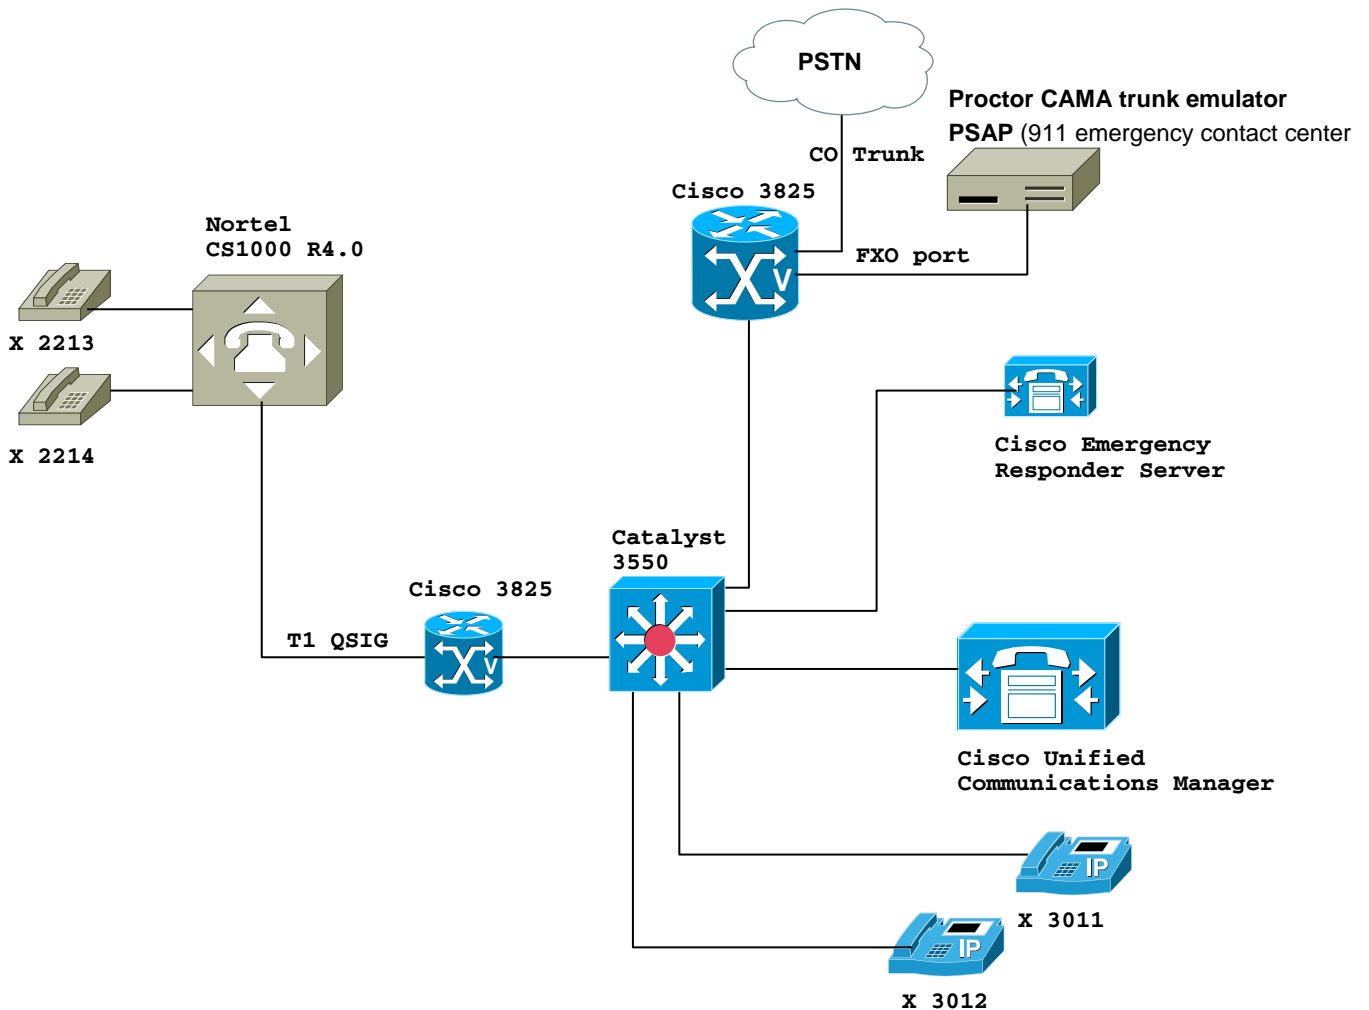 PSTN
Proctor CAMA trunk emulator
PSAP (911 emergency contact center
CO Trunk
Cisco 3825
V
FXO port
Nortel
CS1000 R4.0
X 2213
X 2214
Cisco Emergency
Responder Server
Catalyst
3550
Cisco 3825
V
T1 QSIG
Cisco Unified
Communications Manager
IP
X 3011
IP
X 3012